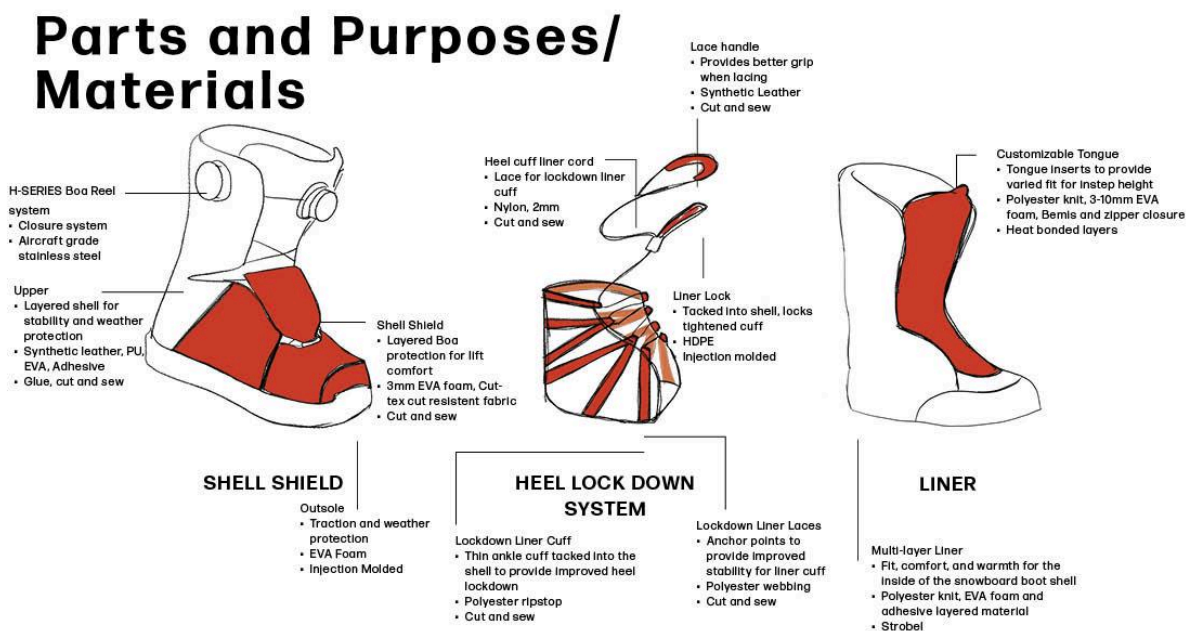 Parts and Purposes/
Materials
Lace handle
▪ Provides better grip
when lacing
▪ Synthetic Leather
▪ Cut and sew
Heel cuff liner cord
▪ Lace for lockdown liner
cuff
▪ Nylon, 2mm
▪ Cut and sew
Customizable Tongue
▪ Tongue inserts to provide
varied fit for instep height
▪ Polyester knit, 3-10mm EVA
foam, Bemis and zipper closure
▪ Heat bonded layers
H-SERIES Boa Reel
system
▪ Closure system
▪ Aircraft grade
stainless steel
Upper
▪ Layered shell for
stability and weather
protection
▪ Synthetic leather, PU,
EVA, Adhesive
▪ Glue, cut and sew
Shell Shield
▪ Layered Boa
protection for lift
comfort
▪ 3mm EVA foam, Cut-
tex cut resistent fabric
▪ Cut and sew
Liner Lock
▪ Tacked into shell, locks
tightened cuff
▪ HDPE
▪ Injection molded
SHELL SHIELD
HEEL LOCK DOWN
SYSTEM
LINER
Outsole
▪ Traction and weather
protection
▪ EVA Foam
▪ Injection Molded
Lockdown Liner Cuff
▪ Thin ankle cuff tacked into the
shell to provide improved heel
lockdown
▪ Polyester ripstop
▪ Cut and sew
Lockdown Liner Laces
▪ Anchor points to
provide improved
stability for liner cuff
▪ Polyester webbing
▪ Cut and sew
Multi-layer Liner
▪ Fit, comfort, and warmth for the
inside of the snowboard boot shell
▪ Polyester knit, EVA foam and
adhesive layered material
▪ Strobel